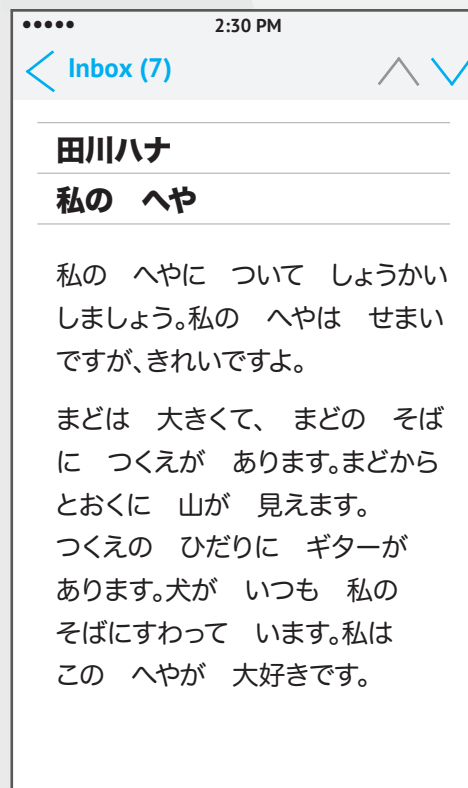 ●●●●● 2:30 PM
Inbox (7)
田川ハナ
私の　へや
私の　へやに　ついて　しょうかい
しましょう。私の　へやは　せまい
ですが、きれいですよ。
まどは　大きくて、　まどの　そば
に　つくえが　あります。まどから
とおくに　山が　見えます。
つくえの　ひだりに　ギターが
あります。犬が　いつも　私の
そばにすわって　います。私は
この　へやが　大好きです。